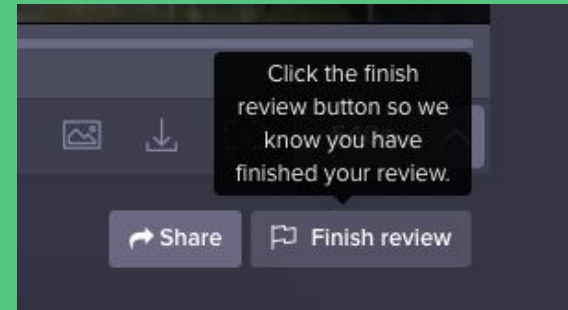 Click the finish
review button so we
know you have
finished your review.
Share
Finish review